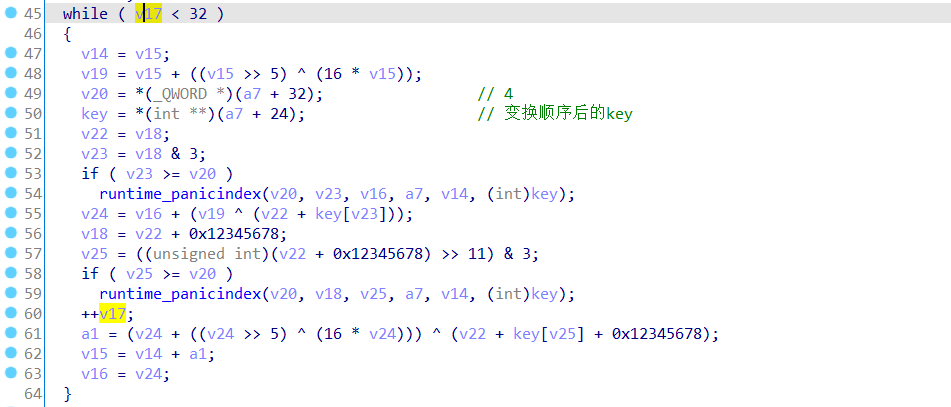 45 while ( v17 < 32 )
46 {
47 v14 = v15;
48 v19 = v15 + ((v15 >> 5) ^ (16 * v15));
49 v20 = *(_QWORD *)(a7 + 32); // 4
50 key = *(int **)(a7 + 24); // 变换顺序后的key
51 v22 = v18;
52 v23 = v18 & 3;
53 if ( v23 >= v20 )
54 runtime_panicindex(v20, v23, v16, a7, v14, (int)key);
55 v24 = v16 + (v19 ^ (v22 + key[v23]));
56 v18 = v22 + 0x12345678;
57 v25 = ((unsigned int)(v22 + 0x12345678) >> 11) & 3;
58 if ( v25 >= v20 )
59 runtime_panicindex(v20, v18, v25, a7, v14, (int)key);
60 ++v17;
61 a1 = (v24 + ((v24 >> 5) ^ (16 * v24))) ^ (v22 + key[v25] + 0x12345678);
62 v15 = v14 + a1;
63 v16 = v24;
64 }